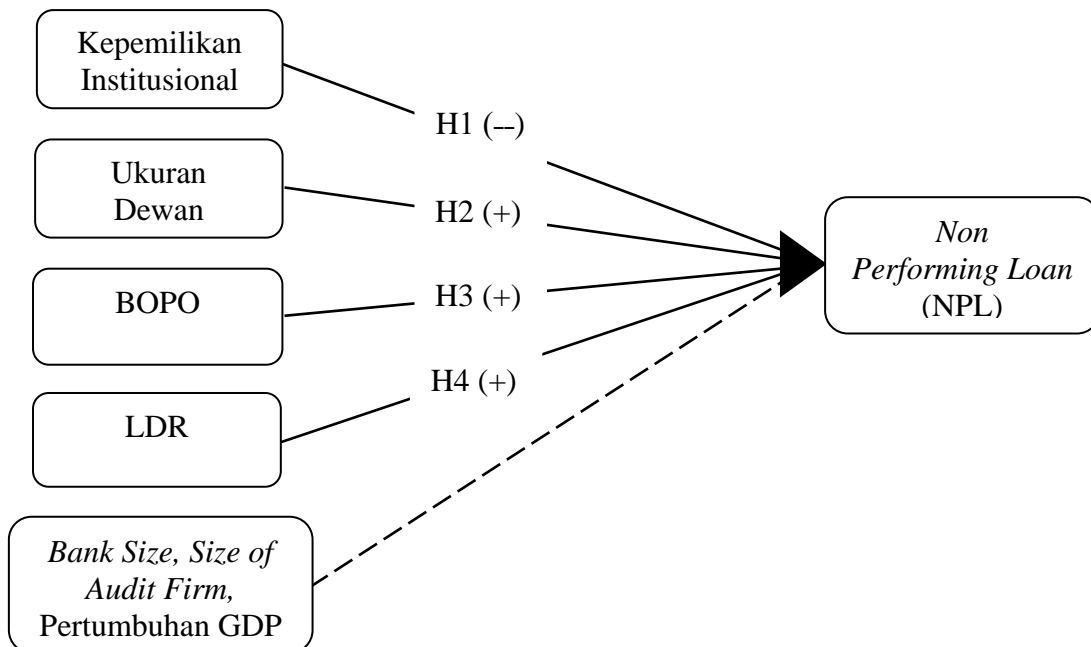 Kepemilikan
Institusional
H1 (--)
Ukuran
Dewan
H2 (+)
BOPO
H3 (+)
LDR
H4 (+)
Bank Size, Size of
Audit Firm,
Pertumbuhan GDP
Non
Performing Loan
(NPL)